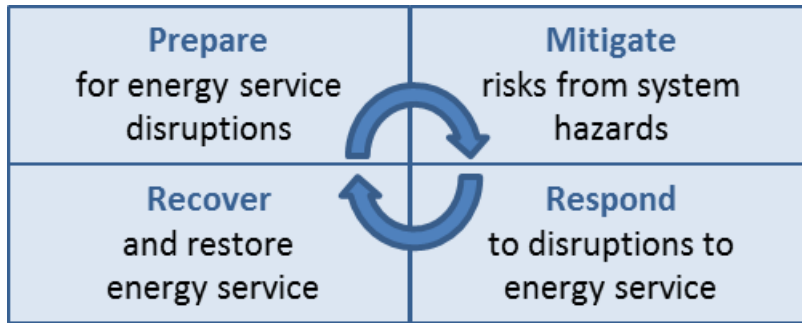 Prepare
for energy service
disruptions
Mitigate
risks from system
hazards
Recover
and restore
energy service
Respond
to disruptions to
energy service